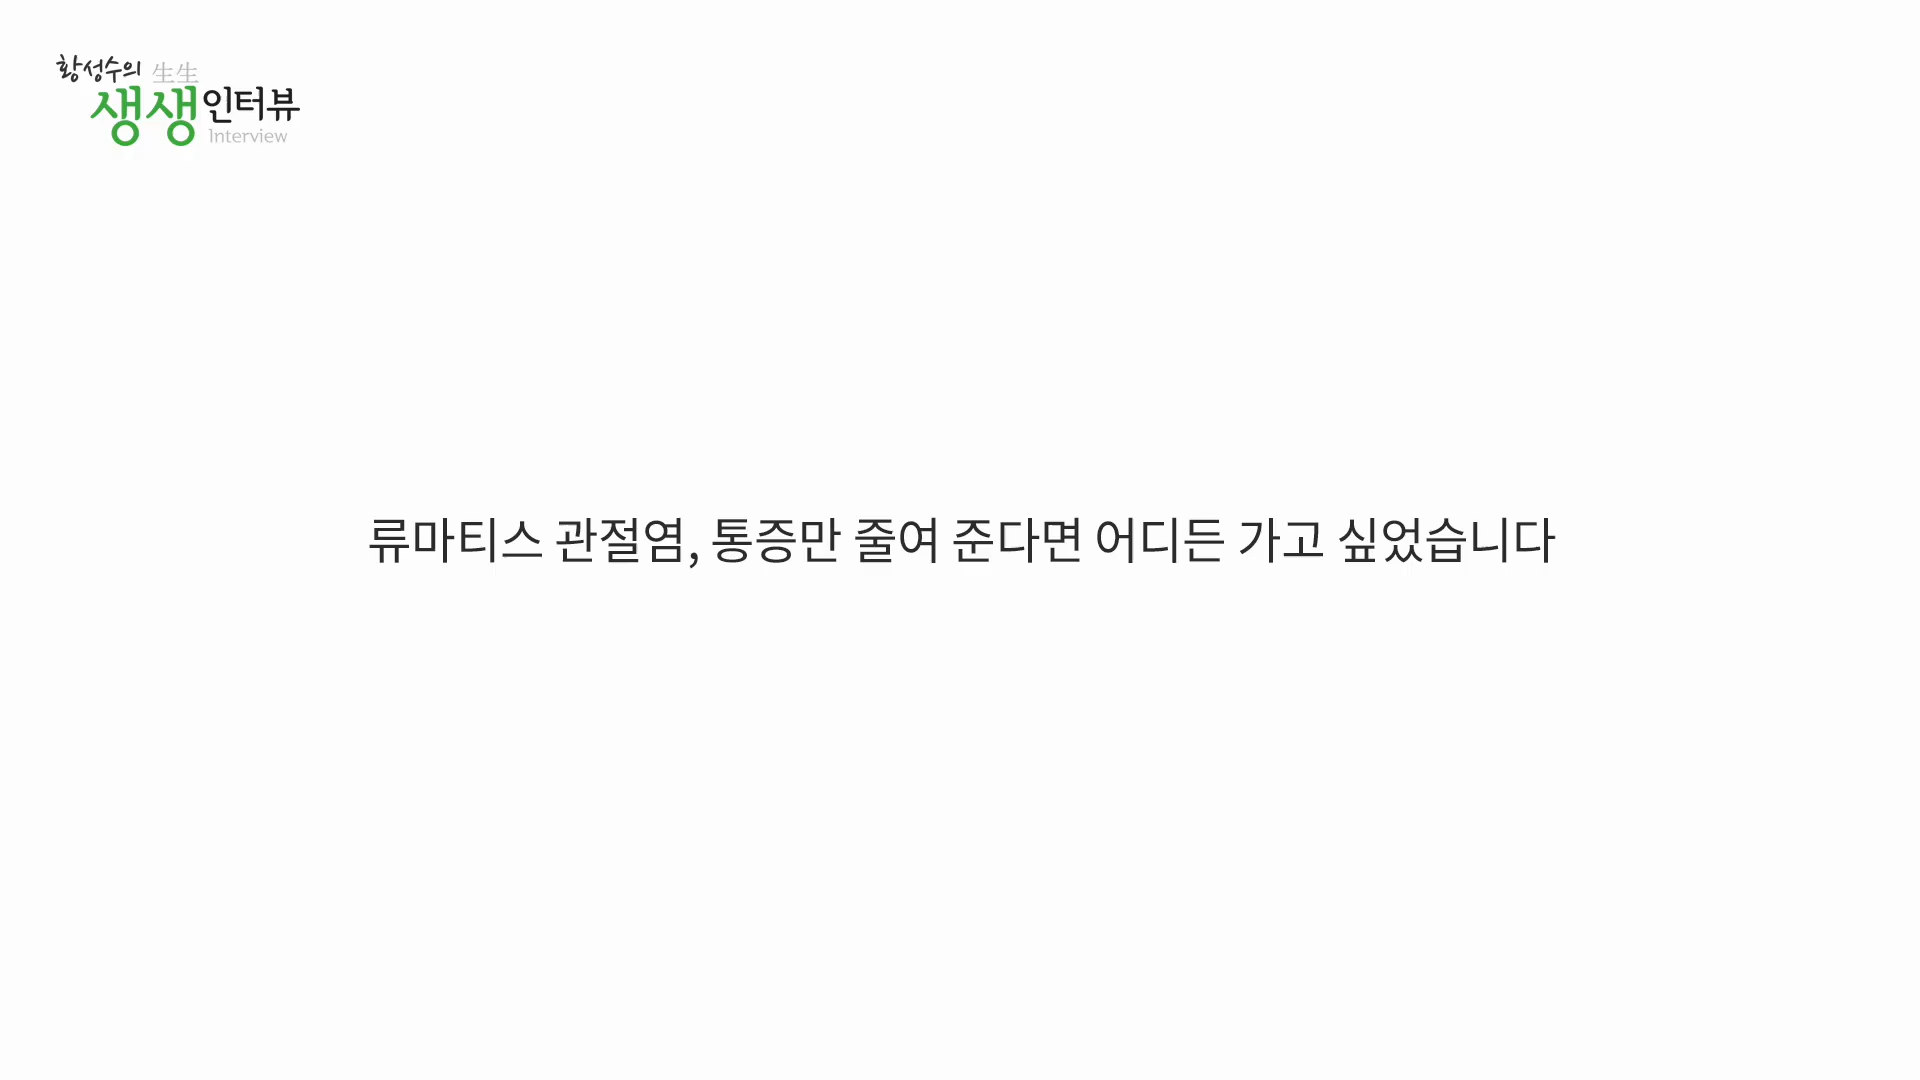 황성수의 生生
생생인터뷰
Interview
류마티스 관절염, 통증만 줄여 준다면 어디든 가고 싶었습니다